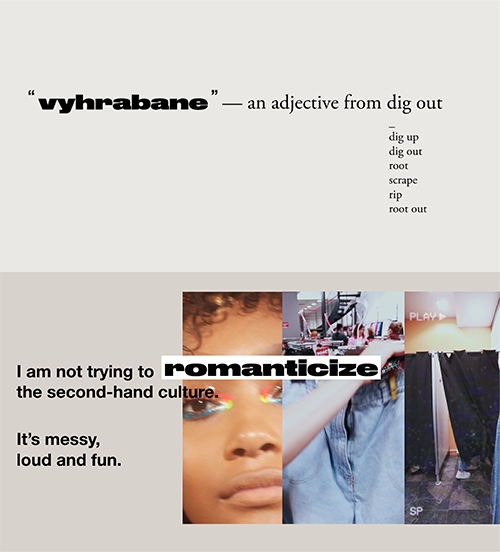 “vyhrabane” — an adjective from dig out
–
dig up
dig out
root
scrape
rip
root out
I am not trying to romanticize
the second-hand culture.
It’s messy,
loud and fun.
PLAY ▶
SP